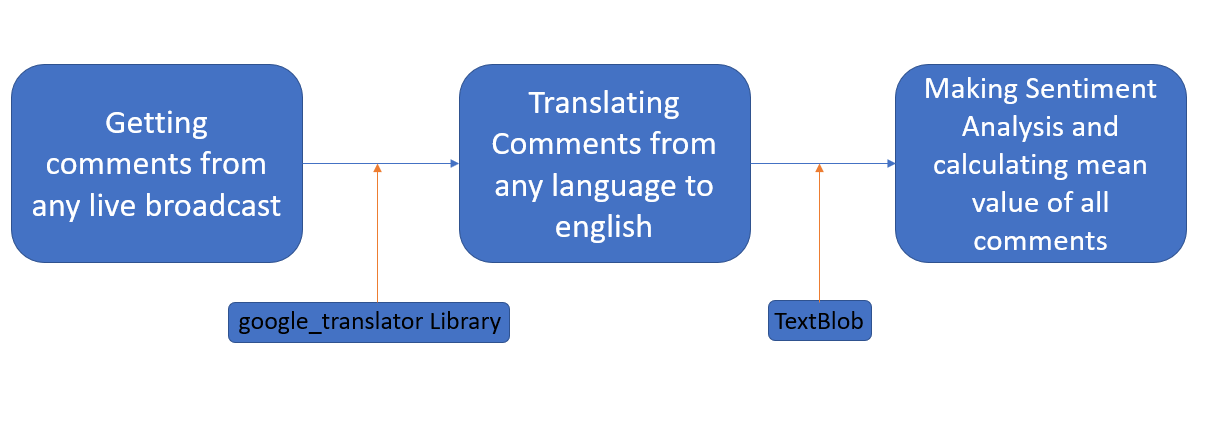 Getting
comments from
any live broadcast
Translating
Comments from
any language to
english
Making Sentiment
Analysis and
calculating mean
value of all
comments
google_translator Library
TextBlob